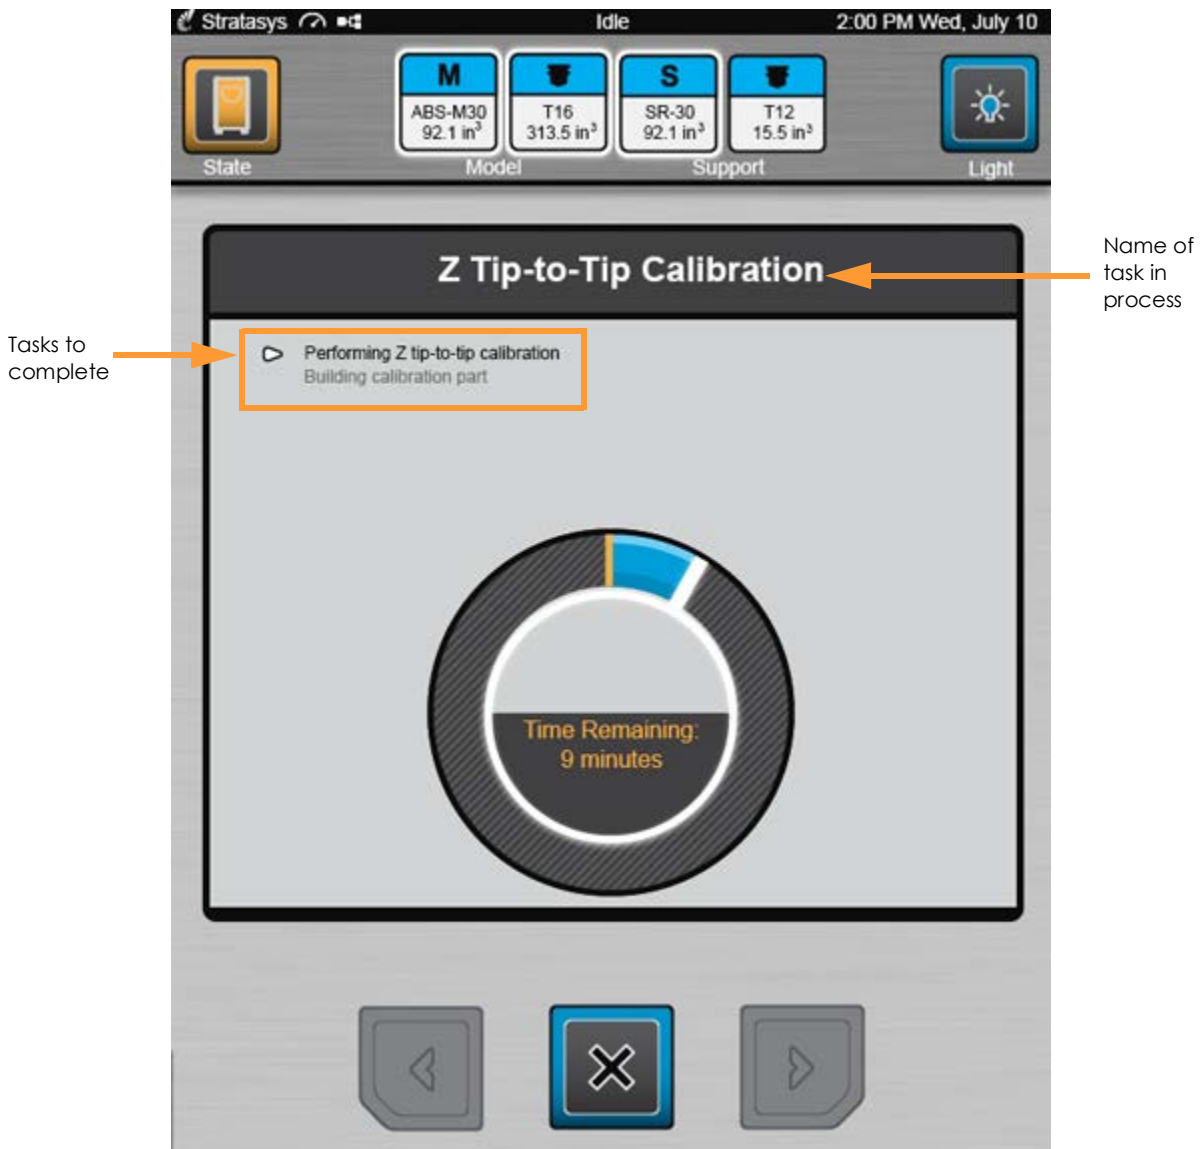 Stratasys Idle 2:00 PM Wed, July 10
M S
ABS-M30 T16 SR-30 T12
92.1 in³ 313.5 in³ 92.1 in³ 15.5 in³
State Model Support Light
Z Tip-to-Tip Calibration
Name of
task in
process
Tasks to
complete
Performing Z tip-to-tip calibration
Building calibration part
Time Remaining:
9 minutes